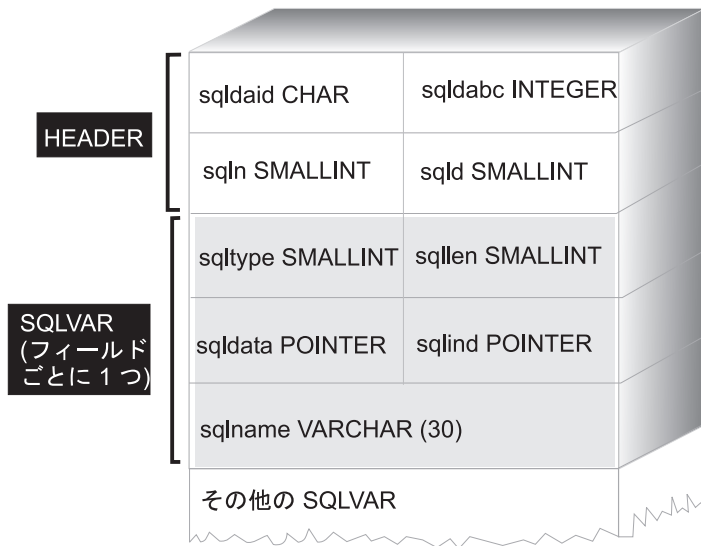 HEADER
sqldaid CHAR
sqldabc INTEGER
sqln SMALLINT
sqld SMALLINT
SQLVAR
(フィールド
ごとに 1 つ)
sqltype SMALLINT
sqllen SMALLINT
sqldata POINTER
sqlind POINTER
sqlname VARCHAR (30)
その他の SQLVAR